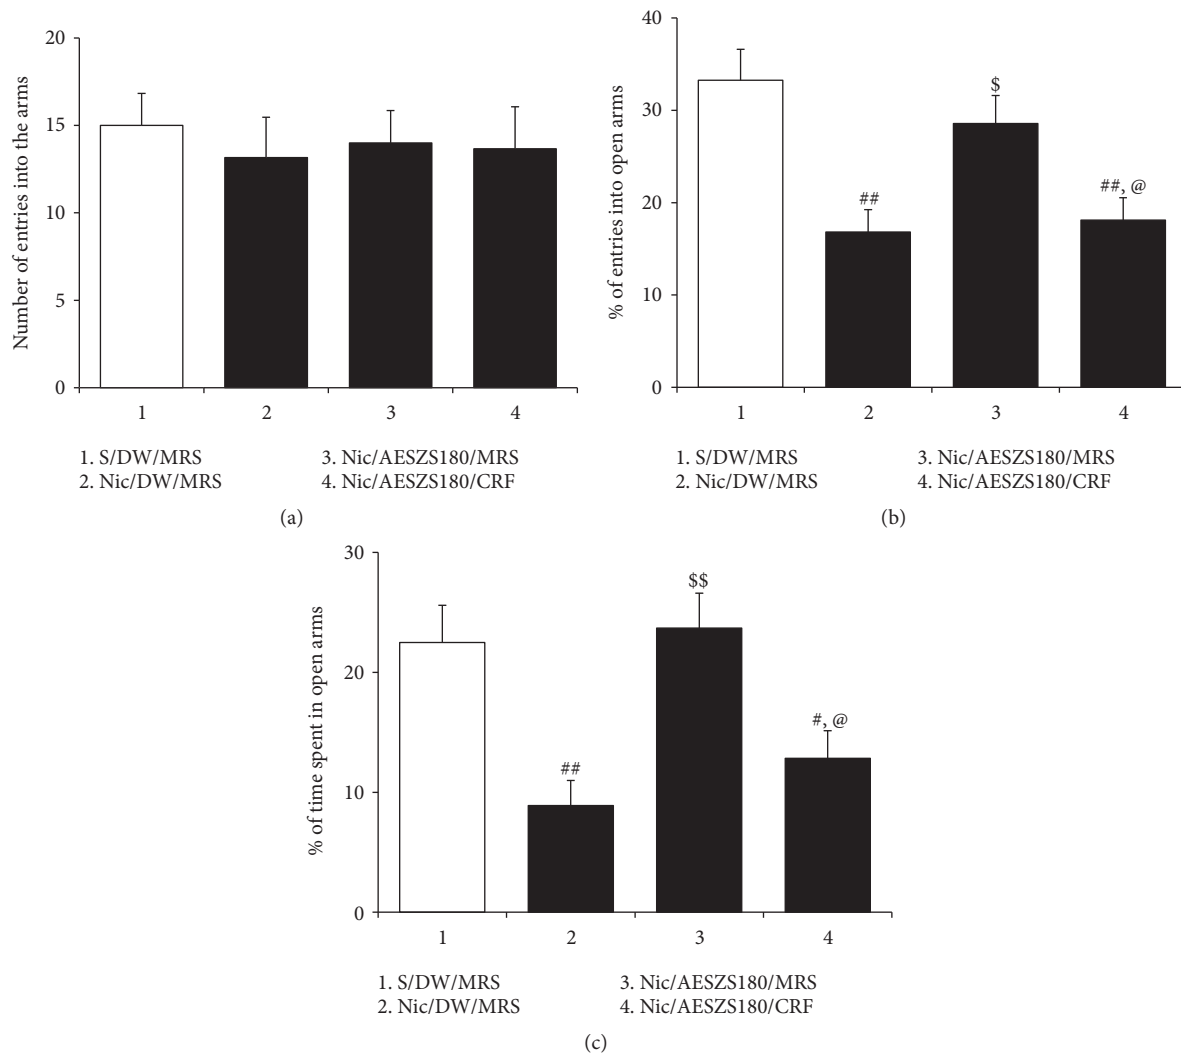 20
15
10
5
0
Number of entries into the arms
1 2 3 4
1. S/DW/MRS 3. Nic/AESZS180/MRS
2. Nic/DW/MRS 4. Nic/AESZS180/CRF
(a)
40
30
20
10
0
% of entries into open arms
##
$
##, @
1 2 3 4
1. S/DW/MRS 3. Nic/AESZS180/MRS
2. Nic/DW/MRS 4. Nic/AESZS180/CRF
(b)
30
20
10
0
% of time spent in open arms
##
$$
#, @
1 2 3 4
1. S/DW/MRS 3. Nic/AESZS180/MRS
2. Nic/DW/MRS 4. Nic/AESZS180/CRF
(c)